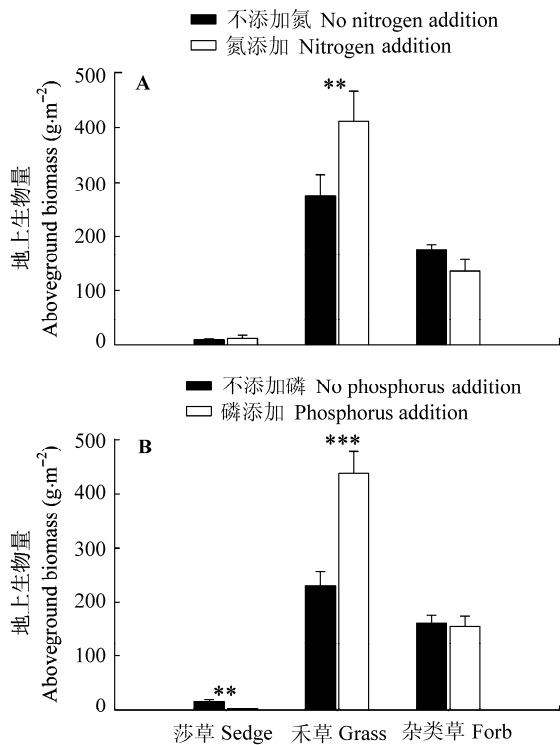 不添加氮 No nitrogen addition
氮添加 Nitrogen addition
A
**
500
400
300
200
100
0
地上生物量
Aboveground biomass (g·m⁻²)
不添加磷 No phosphorus addition
磷添加 Phosphorus addition
B
***
**
500
400
300
200
100
0
地上生物量
Aboveground biomass (g·m⁻²)
莎草 Sedge 禾草 Grass 杂类草 Forb